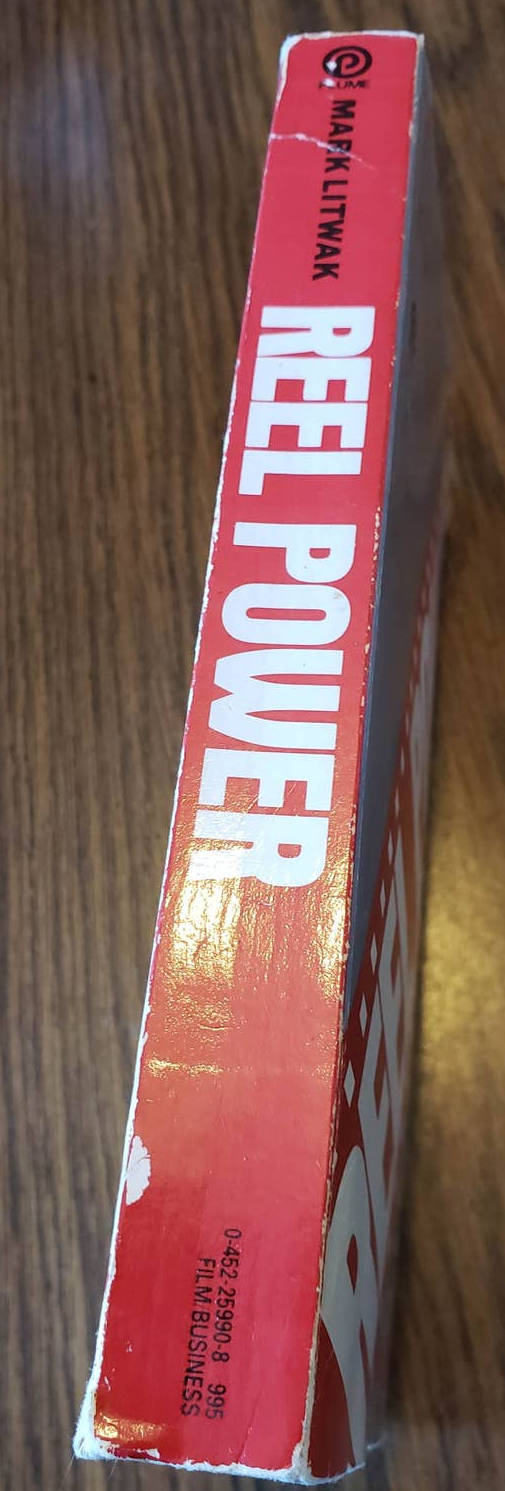 PLUME
MARK LITWAK
REEL POWER
0-452-25990-8 995
FILM/BUSINESS